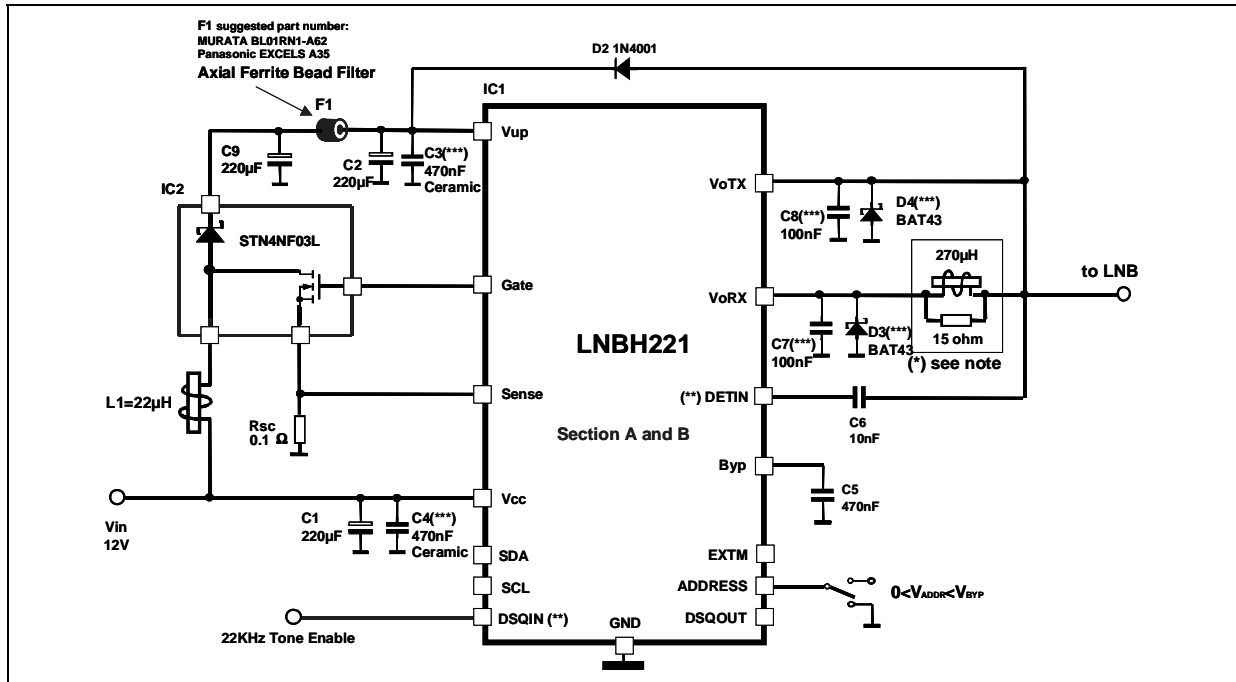 F1 suggested part number:
MURATA BL01RN1-A62
Panasonic EXCELS A35
Axial Ferrite Bead Filter
F1
D2 1N4001
IC1
Vup
C9
220µF
C2
220µF
C3(***)
470nF
Ceramic
IC2
STN4NF03L
VoTX
C8(***)
100nF
D4(***)
BAT43
270µH
15 ohm
(*) see note
to LNB
Gate
VoRX
C7(***)
100nF
D3(***)
BAT43
LNBH221
Section A and B
L1=22µH
Rsc
0.1 Ω
Sense
(**) DETIN
C6
10nF
Byp
C5
470nF
Vin
12V
Vcc
C1
220µF
C4(***)
470nF
Ceramic
SDA
SCL
DSQIN (**)
22KHz Tone Enable
GND
EXTM
ADDRESS
DSQOUT
0<VADDR<VBYP